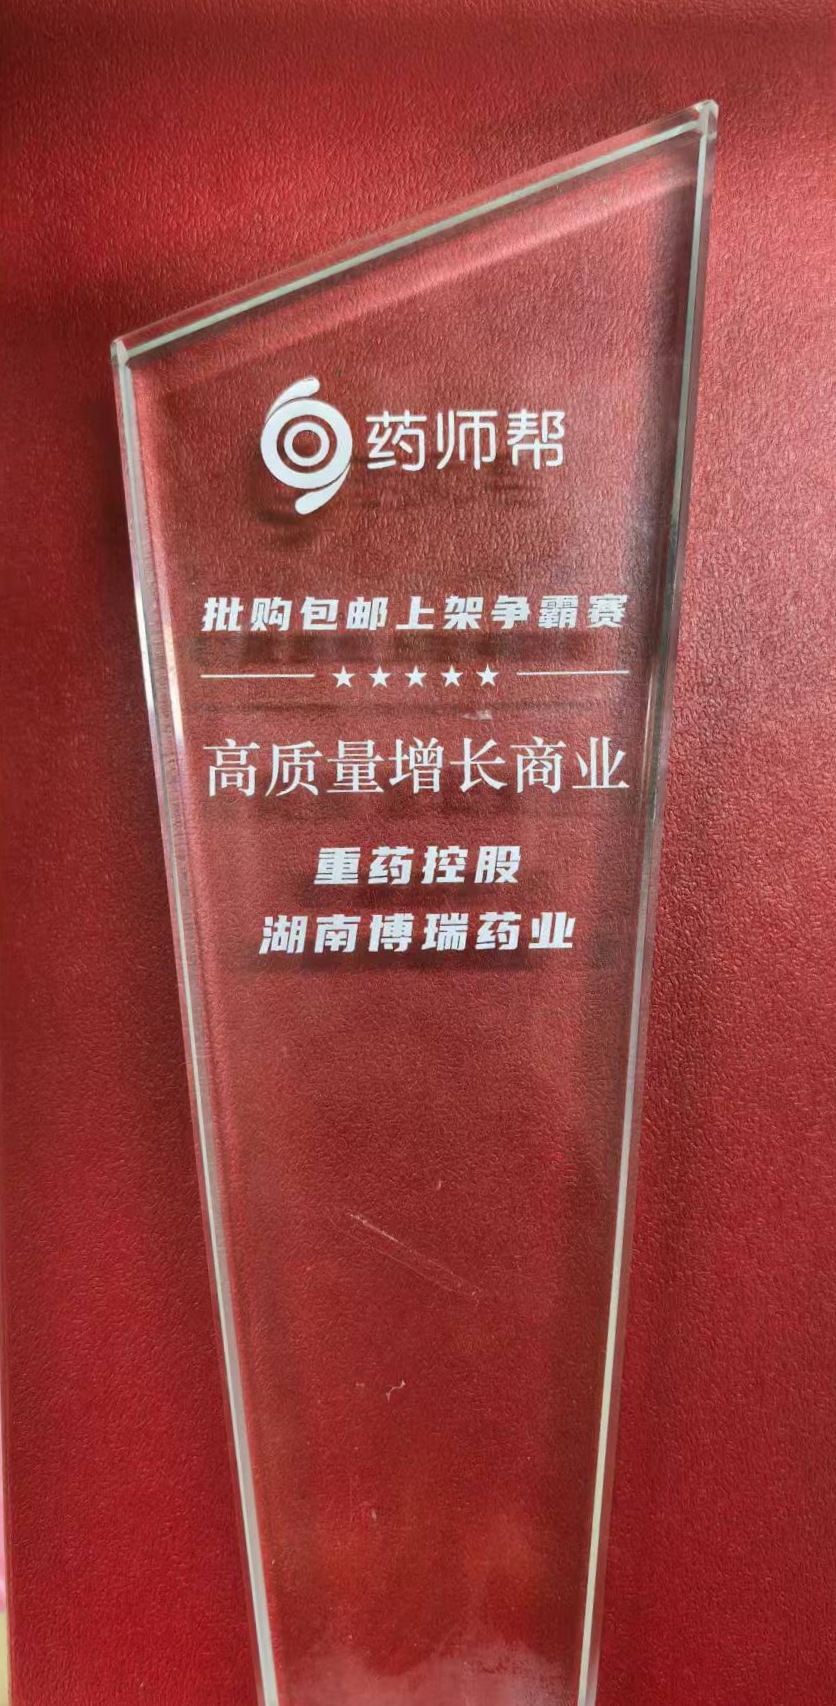 药师帮
批购包邮上架争霸赛
★★★★★
高质量增长商业
重药控股
湖南博瑞药业